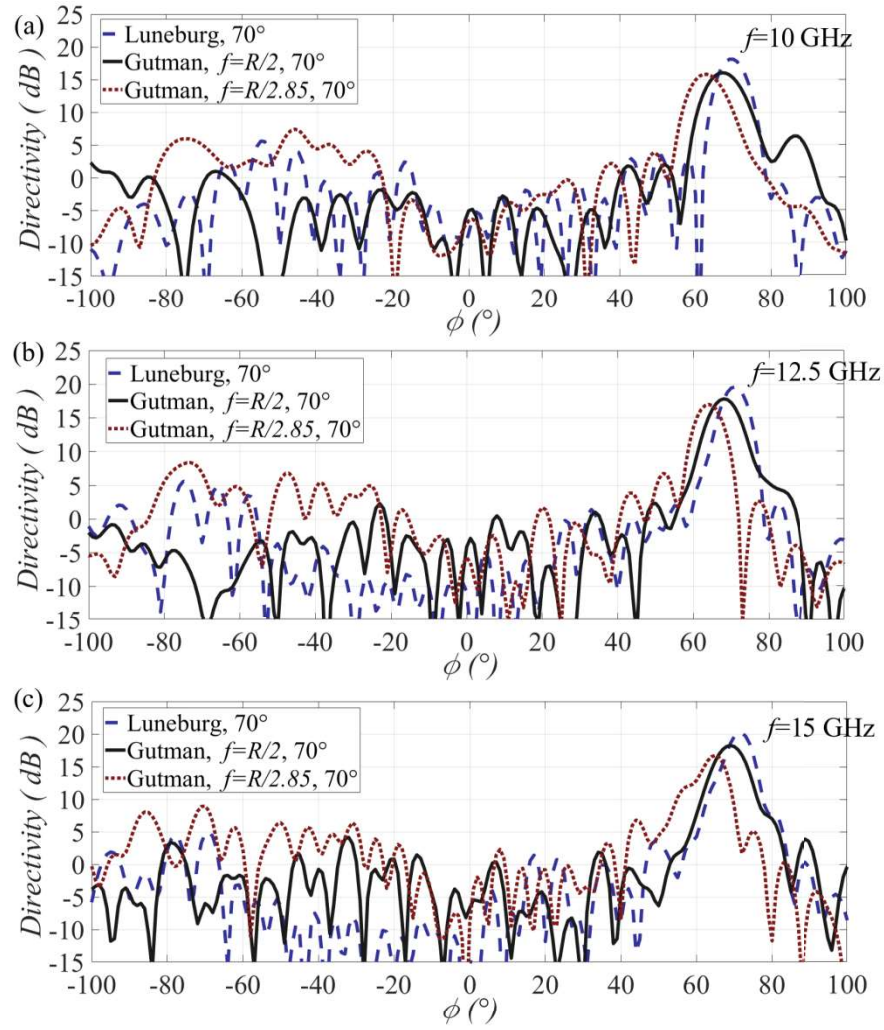 (a)
25
20
15
10
5
0
-5
-10
-15
Directivity ( dB )
Luneburg, 70°
Gutman, f=R/2, 70°
Gutman, f=R/2.85, 70°
f=10 GHz
-100 -80 -60 -40 -20 0 20 40 60 80 100
ϕ (°)
(b)
25
20
15
10
5
0
-5
-10
-15
Directivity ( dB )
Luneburg, 70°
Gutman, f=R/2, 70°
Gutman, f=R/2.85, 70°
f=12.5 GHz
-100 -80 -60 -40 -20 0 20 40 60 80 100
ϕ (°)
(c)
25
20
15
10
5
0
-5
-10
-15
Directivity ( dB )
Luneburg, 70°
Gutman, f=R/2, 70°
Gutman, f=R/2.85, 70°
f=15 GHz
-100 -80 -60 -40 -20 0 20 40 60 80 100
ϕ (°)